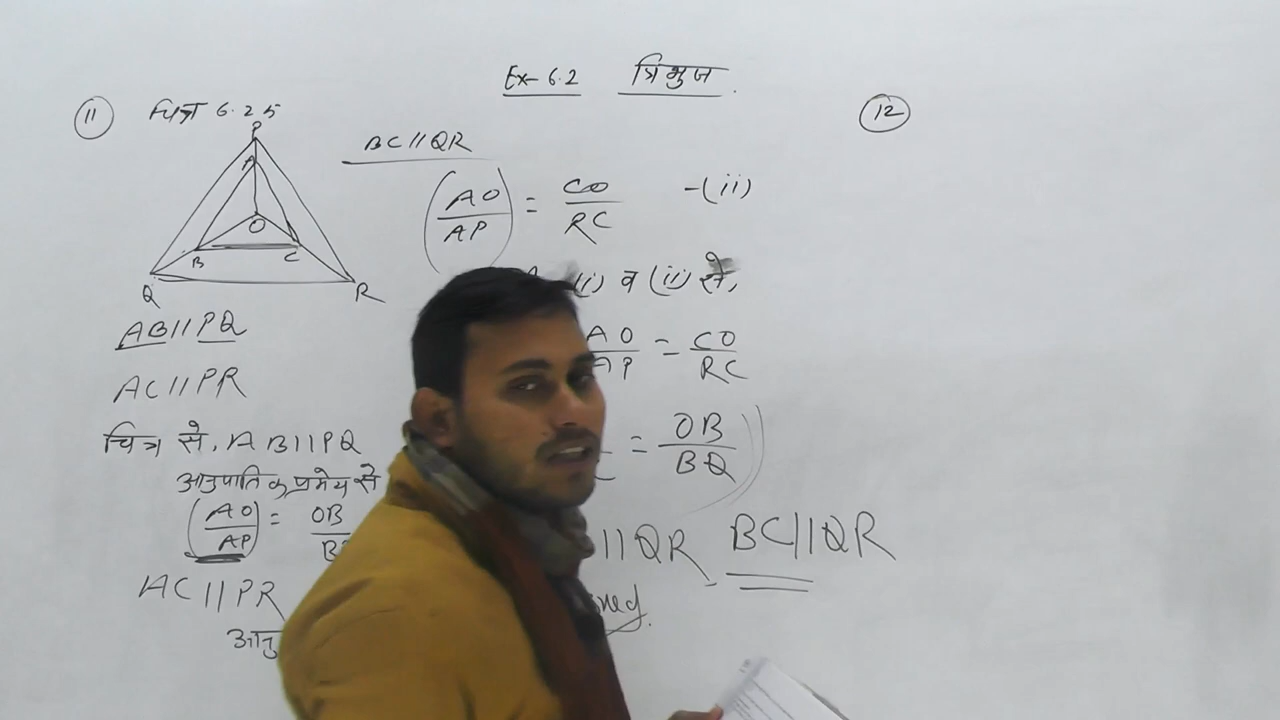 Ex-6.2 त्रिभुज.
11 चित्र 6.25
P
A
O
B C
Q R
AB//PQ
AC//PR
चित्र से, AB//PQ
आनुपातिक प्रमेय से
(AO/AP) = OB
AC//PR
BC//QR
(AO/AP) = CO/RC -(ii)
(i) व (ii) से,
AO/AP = CO/RC
= OB/BQ)
//QR BC//QR
12